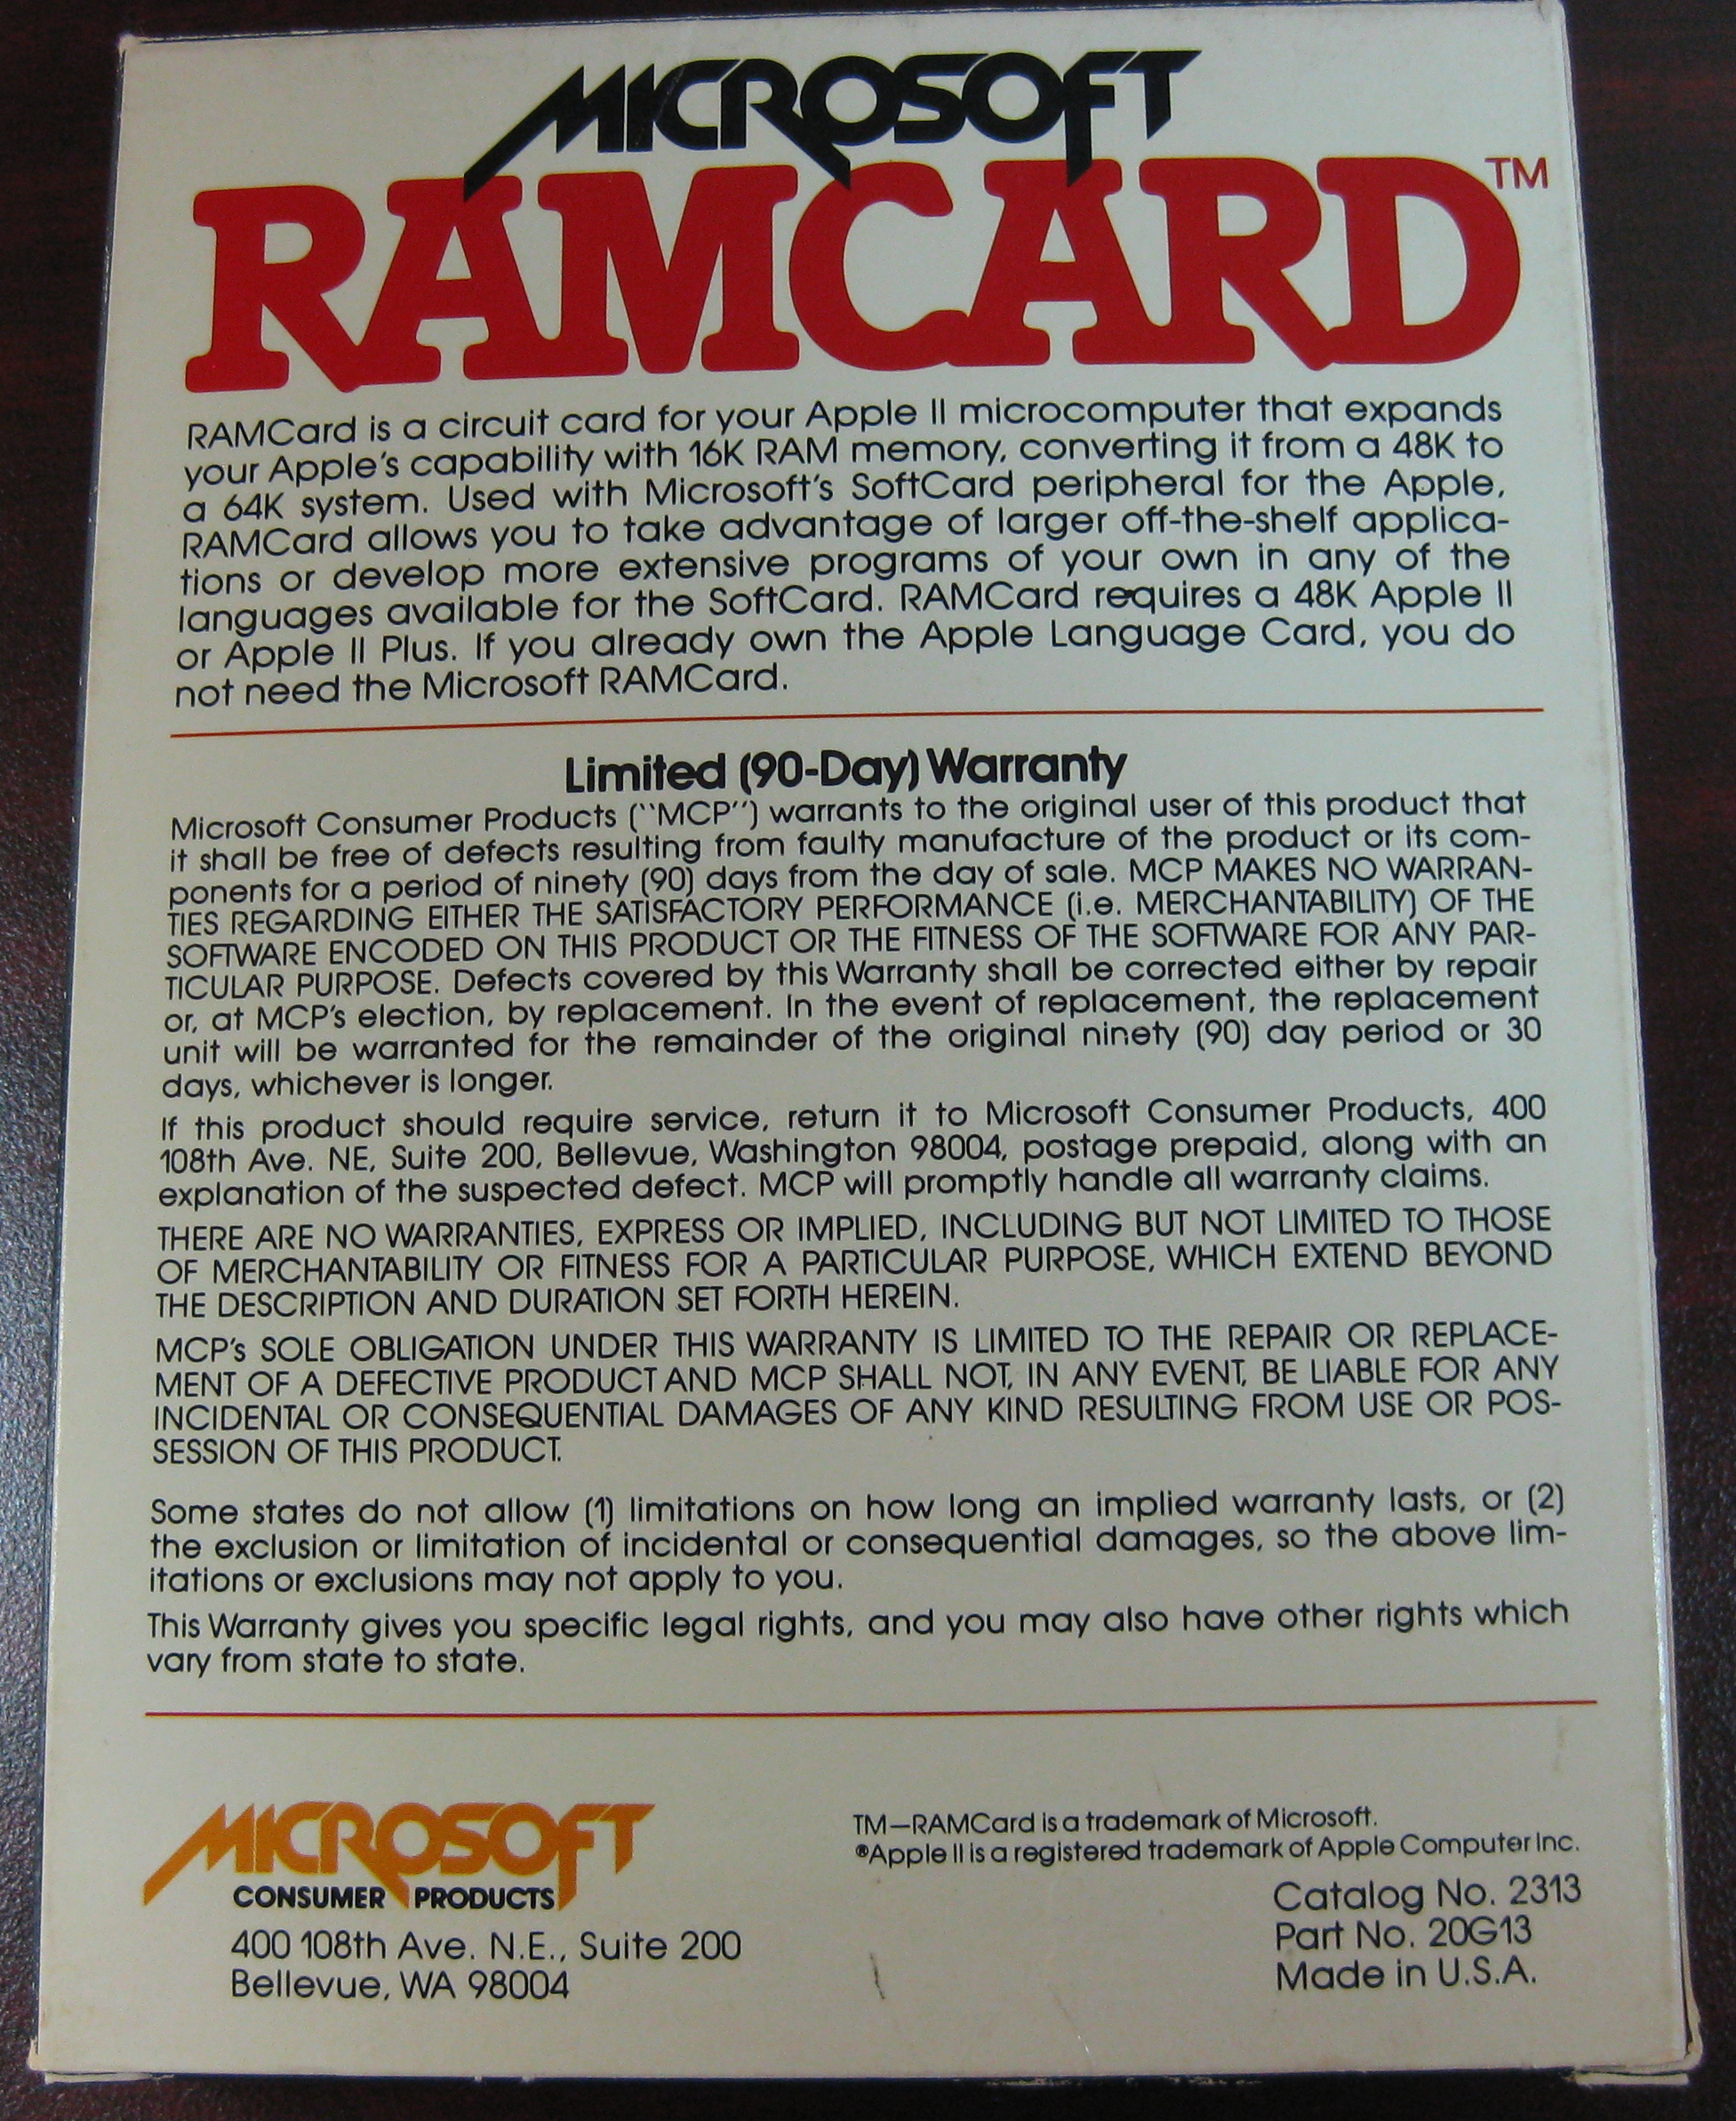 MICROSOFT
RAMCARD™
RAMCard is a circuit card for your Apple II microcomputer that expands
your Apple's capability with 16K RAM memory, converting it from a 48K to
a 64K system. Used with Microsoft's SoftCard peripheral for the Apple,
RAMCard allows you to take advantage of larger off-the-shelf applica-
tions or develop more extensive programs of your own in any of the
languages available for the SoftCard. RAMCard requires a 48K Apple II
or Apple II Plus. If you already own the Apple Language Card, you do
not need the Microsoft RAMCard.
Limited (90-Day) Warranty
Microsoft Consumer Products (''MCP'') warrants to the original user of this product that
it shall be free of defects resulting from faulty manufacture of the product or its com-
ponents for a period of ninety (90) days from the day of sale. MCP MAKES NO WARRAN-
TIES REGARDING EITHER THE SATISFACTORY PERFORMANCE (i.e. MERCHANTABILITY) OF THE
SOFTWARE ENCODED ON THIS PRODUCT OR THE FITNESS OF THE SOFTWARE FOR ANY PAR-
TICULAR PURPOSE. Defects covered by this Warranty shall be corrected either by repair
or, at MCP's election, by replacement. In the event of replacement, the replacement
unit will be warranted for the remainder of the original ninety (90) day period or 30
days, whichever is longer.
If this product should require service, return it to Microsoft Consumer Products, 400
108th Ave. NE, Suite 200, Bellevue, Washington 98004, postage prepaid, along with an
explanation of the suspected defect. MCP will promptly handle all warranty claims.
THERE ARE NO WARRANTIES, EXPRESS OR IMPLIED, INCLUDING BUT NOT LIMITED TO THOSE
OF MERCHANTABILITY OR FITNESS FOR A PARTICULAR PURPOSE, WHICH EXTEND BEYOND
THE DESCRIPTION AND DURATION SET FORTH HEREIN.
MCP's SOLE OBLIGATION UNDER THIS WARRANTY IS LIMITED TO THE REPAIR OR REPLACE-
MENT OF A DEFECTIVE PRODUCT AND MCP SHALL NOT, IN ANY EVENT, BE LIABLE FOR ANY
INCIDENTAL OR CONSEQUENTIAL DAMAGES OF ANY KIND RESULTING FROM USE OR POS-
SESSION OF THIS PRODUCT.
Some states do not allow (1) limitations on how long an implied warranty lasts, or (2)
the exclusion or limitation of incidental or consequential damages, so the above lim-
itations or exclusions may not apply to you.
This Warranty gives you specific legal rights, and you may also have other rights which
vary from state to state.
MICROSOFT
CONSUMER PRODUCTS
400 108th Ave. N.E., Suite 200
Bellevue, WA 98004
TM—RAMCard is a trademark of Microsoft.
®Apple II is a registered trademark of Apple Computer Inc.
Catalog No. 2313
Part No. 20G13
Made in U.S.A.